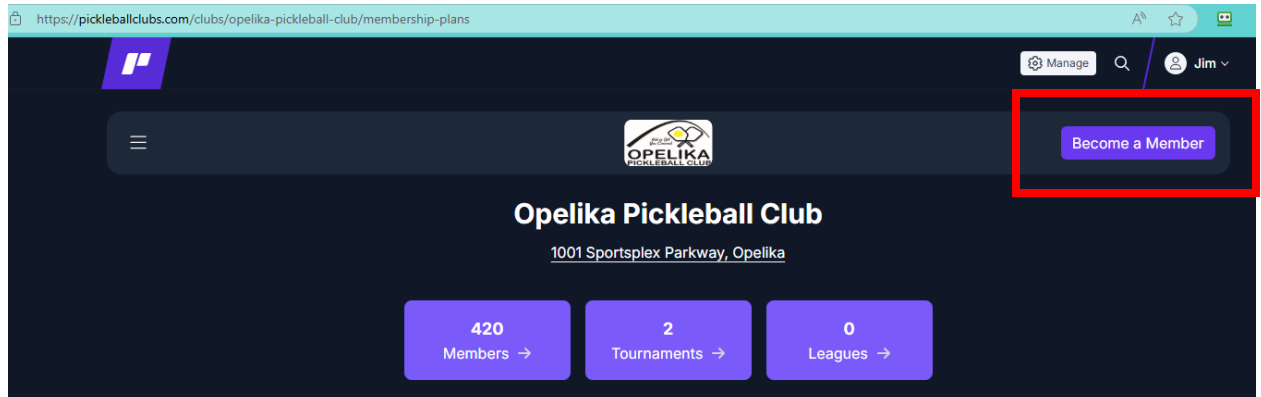 https://pickleballclubs.com/clubs/opelika-pickleball-club/membership-plans
Manage
Jim
OPELIKA
PICKLEBALL CLUB
Become a Member
Opelika Pickleball Club
1001 Sportsplex Parkway, Opelika
420
Members →
2
Tournaments →
0
Leagues →